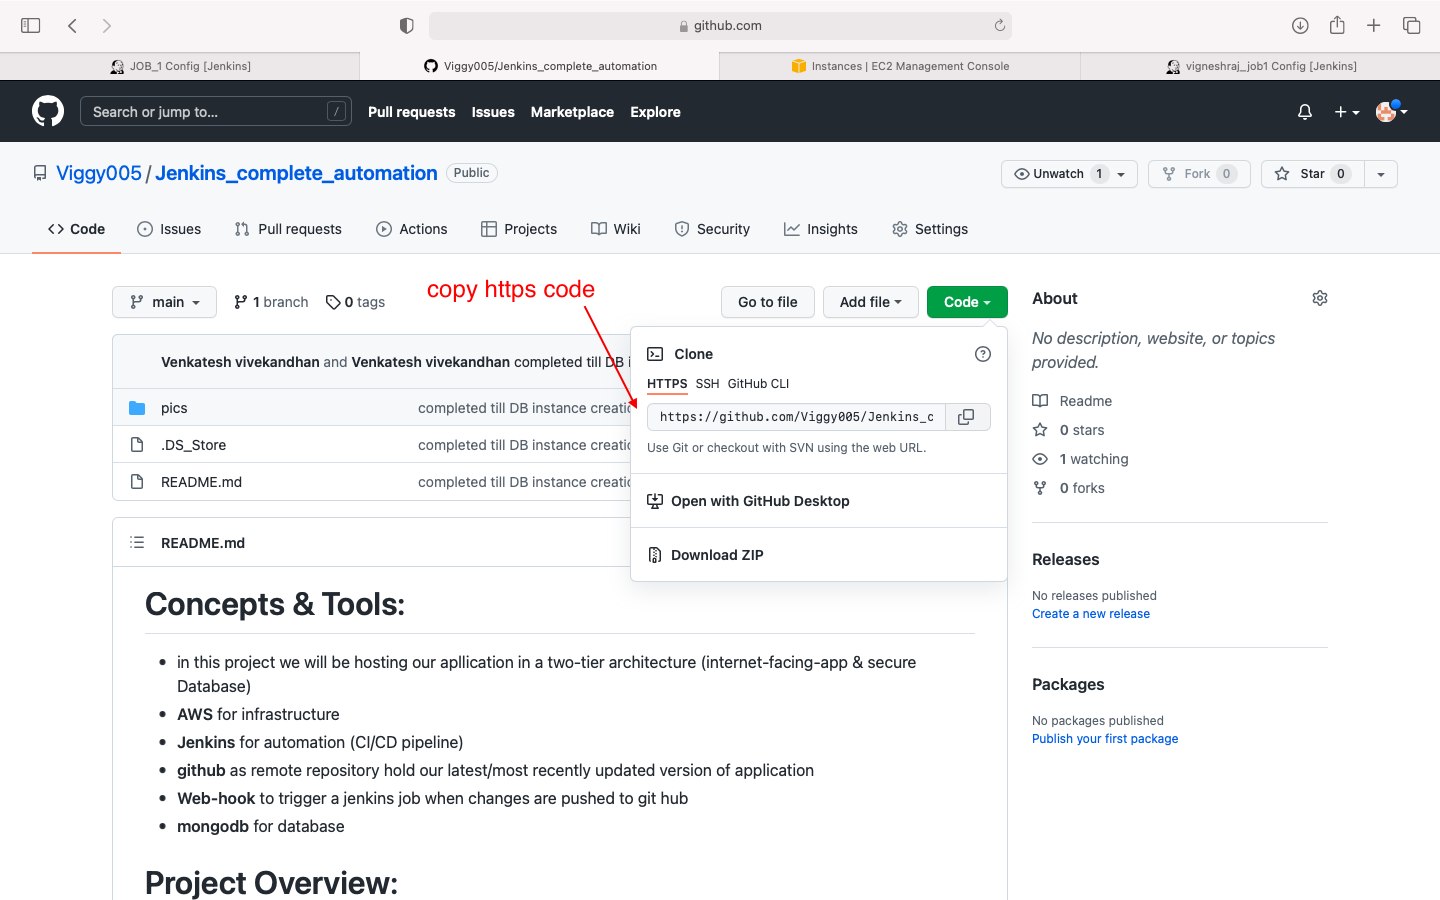 github.com
JOB_1 Config [Jenkins]
Viggy005/Jenkins_complete_automation
Instances | EC2 Management Console
vigneshraj_job1 Config [Jenkins]
Search or jump to...
/
Pull requests
Issues
Marketplace
Explore
Viggy005 / Jenkins_complete_automation
Public
Unwatch 1
Fork 0
Star 0
Code
Issues
Pull requests
Actions
Projects
Wiki
Security
Insights
Settings
copy https code
main
1 branch
0 tags
Go to file
Add file
Code
Venkatesh vivekandhan and Venkatesh vivekandhan completed till DB i
pics
completed till DB instance creatio
.DS_Store
completed till DB instance creatio
README.md
completed till DB instance creatio
Clone
HTTPS SSH GitHub CLI
https://github.com/Viggy005/Jenkins_c
Use Git or checkout with SVN using the web URL.
Open with GitHub Desktop
Download ZIP
README.md
Concepts & Tools:
in this project we will be hosting our apllication in a two-tier architecture (internet-facing-app & secure
Database)
AWS for infrastructure
Jenkins for automation (CI/CD pipeline)
github as remote repository hold our latest/most recently updated version of application
Web-hook to trigger a jenkins job when changes are pushed to git hub
mongodb for database
Project Overview:
About
No description, website, or topics
provided.
Readme
0 stars
1 watching
0 forks
Releases
No releases published
Create a new release
Packages
No packages published
Publish your first package